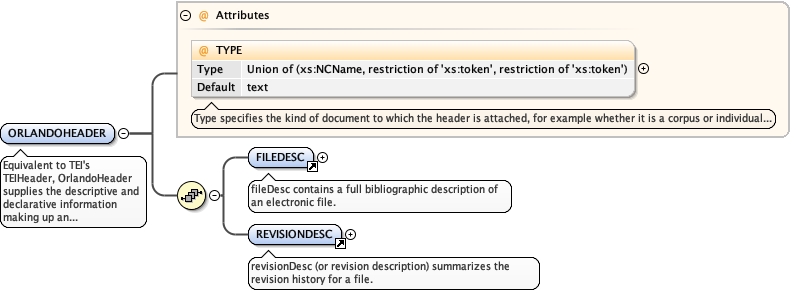 @ Attributes
@ TYPE
Type Union of (xs:NCName, restriction of 'xs:token', restriction of 'xs:token')
Default text
Type specifies the kind of document to which the header is attached, for example whether it is a corpus or individual...
ORLANDOHEADER
Equivalent to TEI's
TEIHeader, OrlandoHeader
supplies the descriptive and
declarative information
making up an...
FILEDESC
fileDesc contains a full bibliographic description of
an electronic file.
REVISIONDESC
revisionDesc (or revision description) summarizes the
revision history for a file.